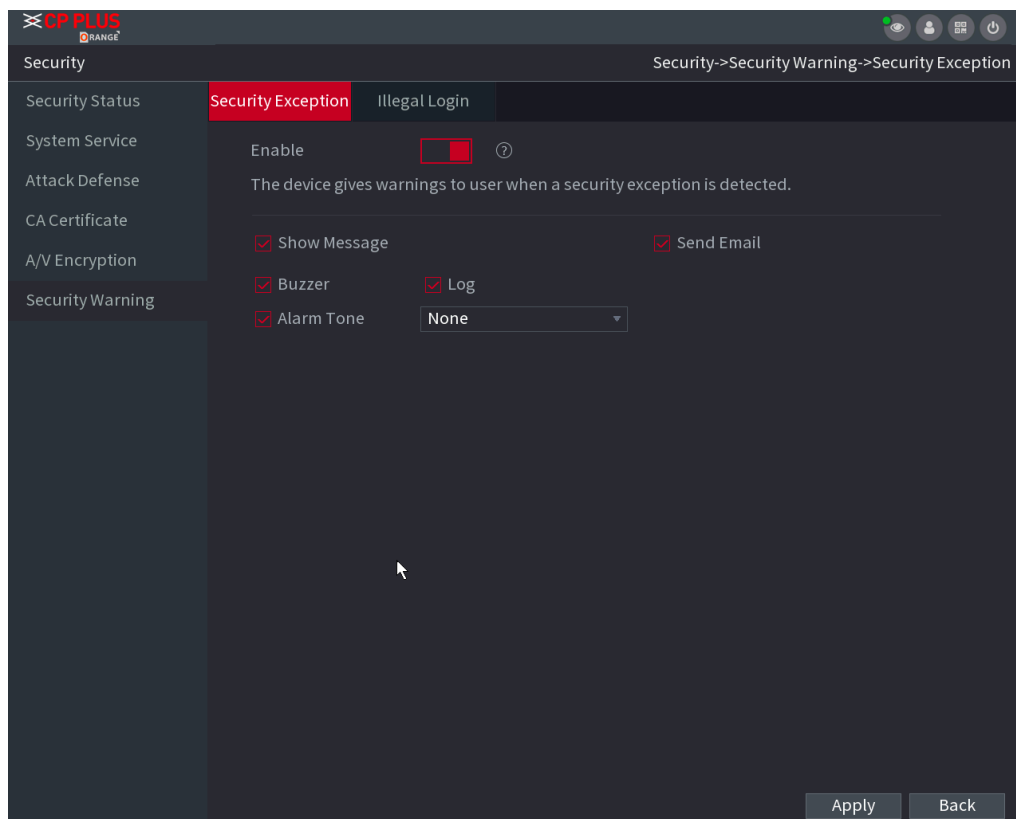 CP PLUS
ORANGE
Security
Security->Security Warning->Security Exception
Security Status
System Service
Attack Defense
CA Certificate
A/V Encryption
Security Warning
Security Exception
Illegal Login
Enable
?
The device gives warnings to user when a security exception is detected.
Show Message
Send Email
Buzzer
Log
Alarm Tone
None
Apply
Back